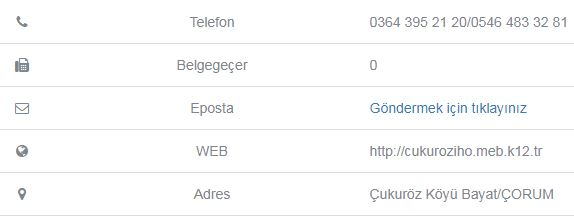 Telefon 0364 395 21 20/0546 483 32 81
Belgegeçer 0
Eposta Göndermek için tıklayınız
WEB http://cukuroziho.meb.k12.tr
Adres Çukuröz Köyü Bayat/ÇORUM